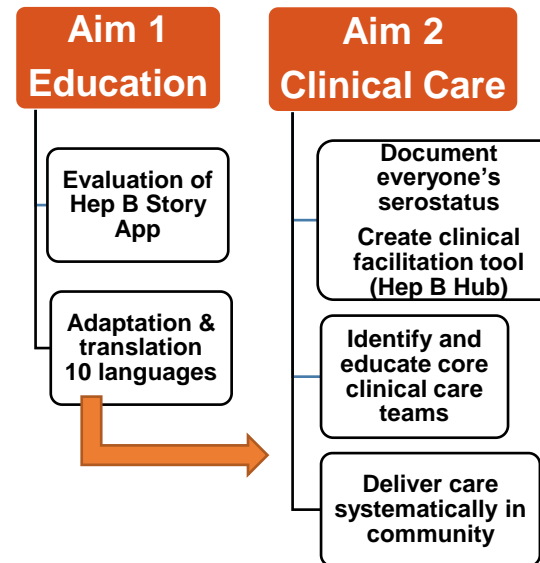 Aim 1
Education
Evaluation of
Hep B Story
App
Adaptation &
translation
10 languages
Aim 2
Clinical Care
Document
everyone’s
serostatus
Create clinical
facilitation tool
(Hep B Hub)
Identify and
educate core
clinical care
teams
Deliver care
systematically in
community